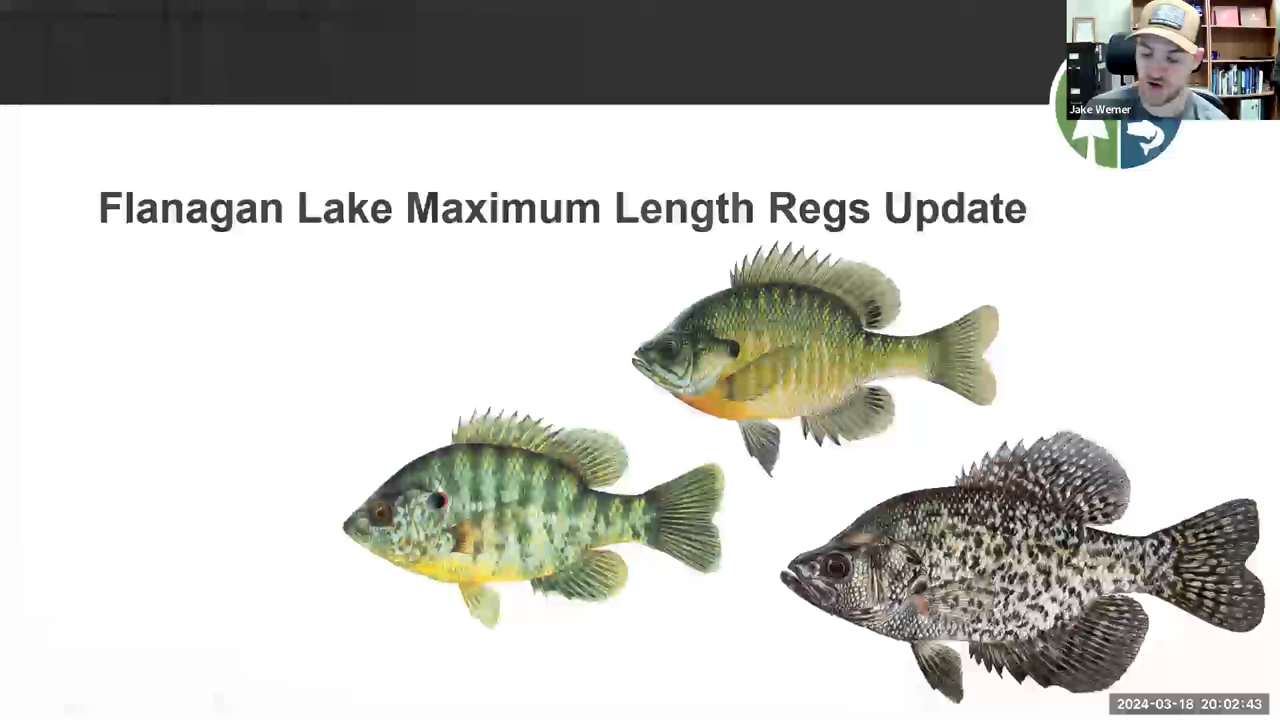 Jake Werner
Flanagan Lake Maximum Length Regs Update
2024-03-18 20:02:43